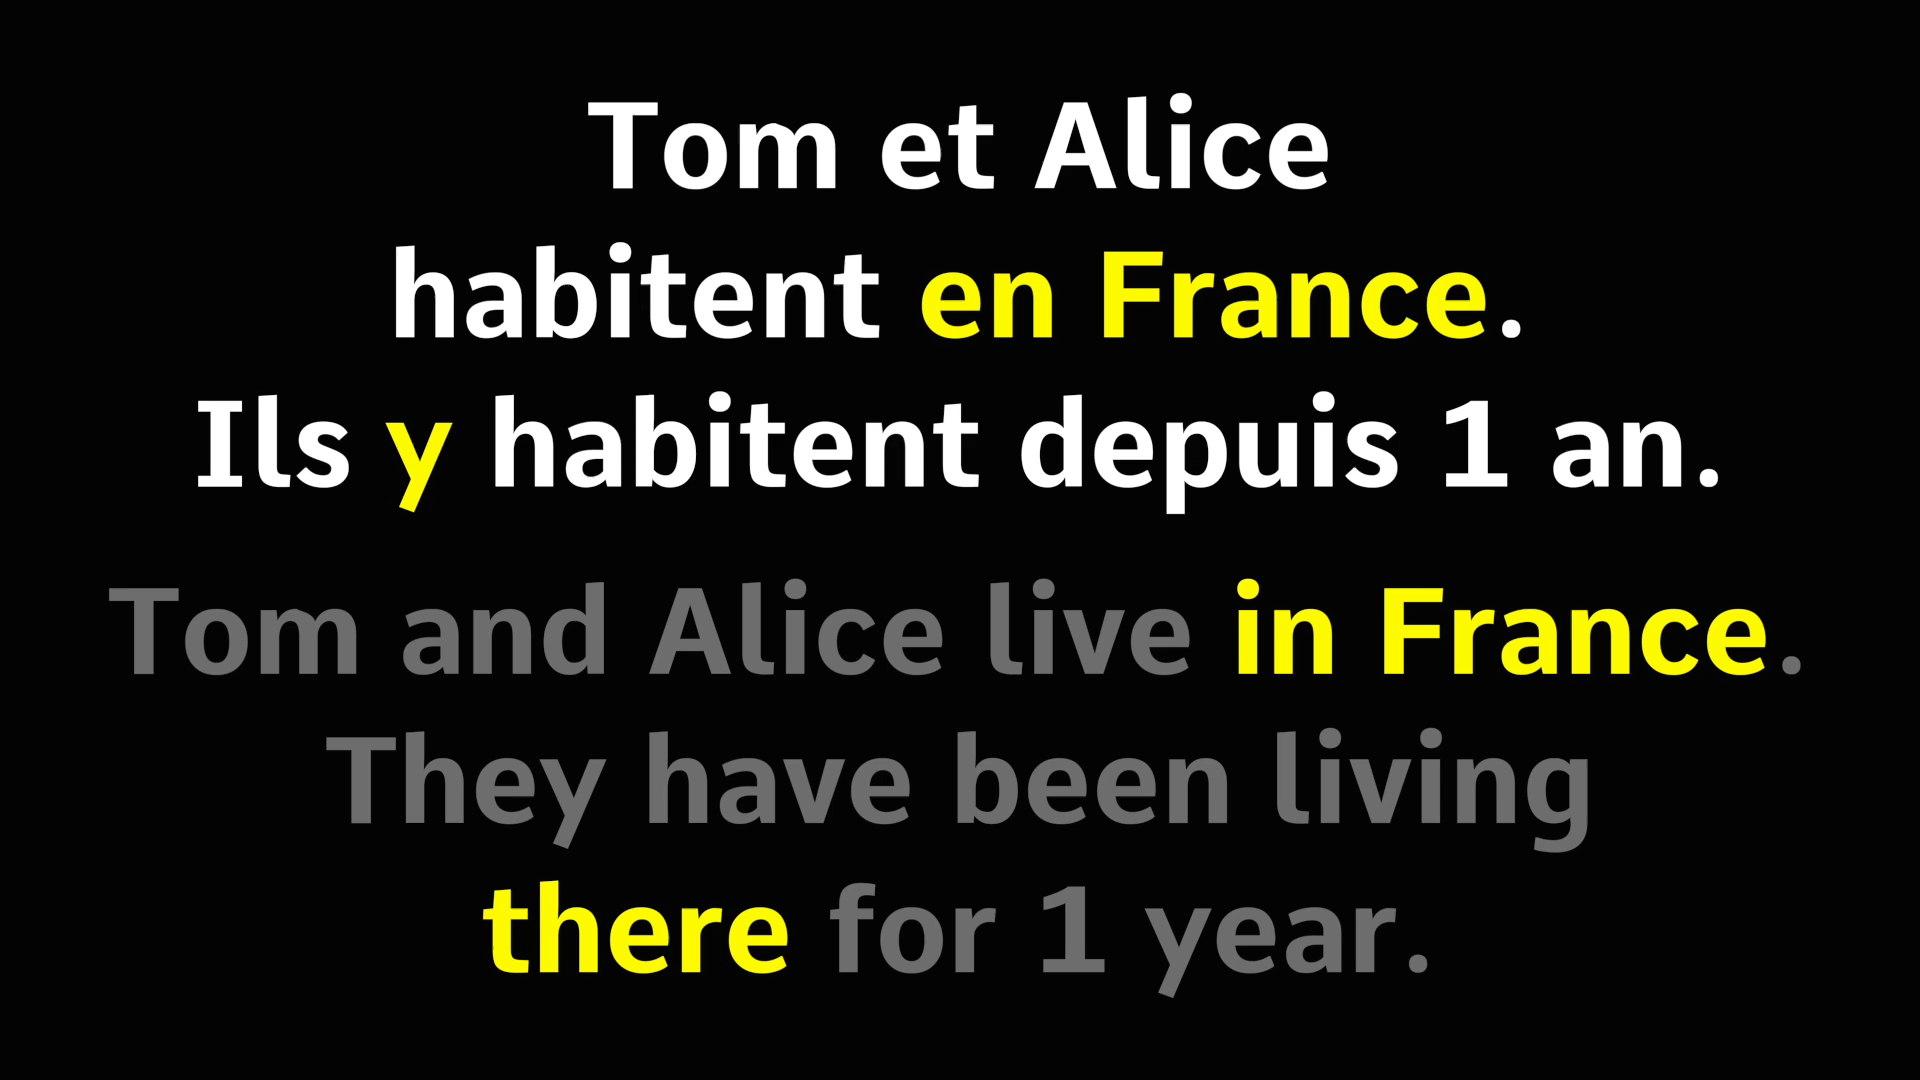 Tom et Alice
habitent en France.
Ils y habitent depuis 1 an.
Tom and Alice live in France.
They have been living
there for 1 year.